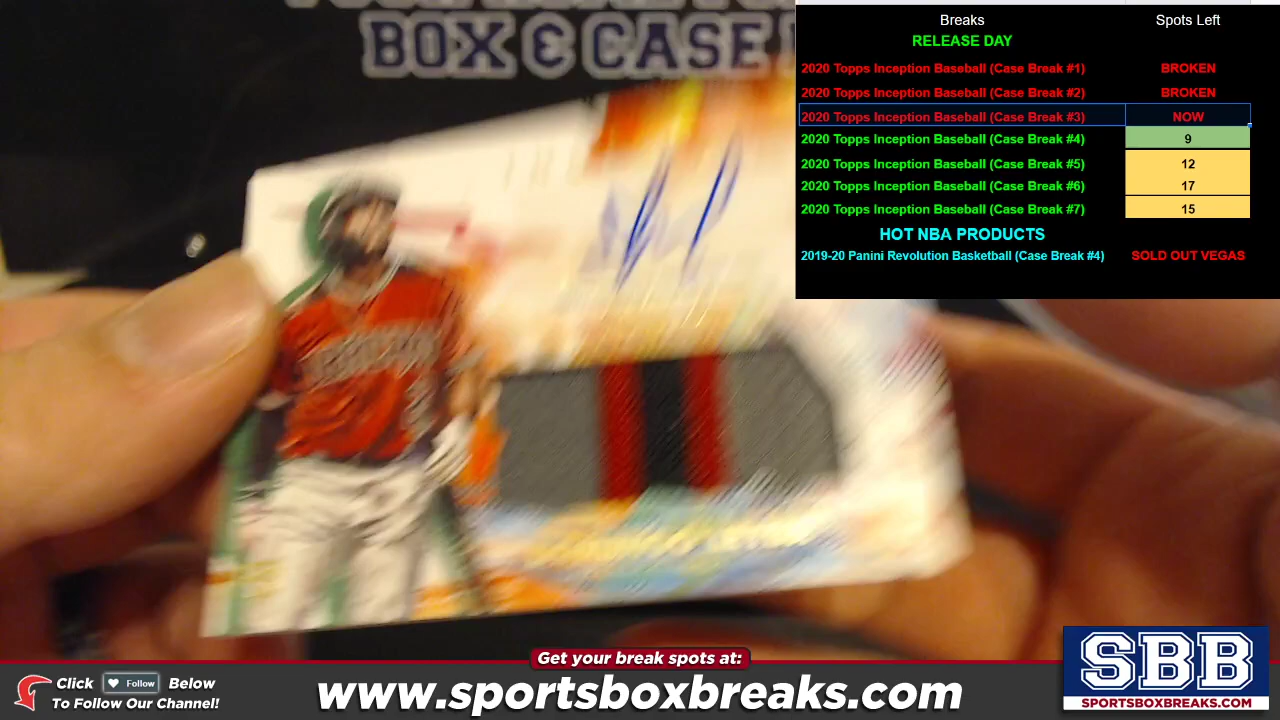 BOX & CASE
Breaks Spots Left
RELEASE DAY
2020 Topps Inception Baseball (Case Break #1) BROKEN
2020 Topps Inception Baseball (Case Break #2) BROKEN
2020 Topps Inception Baseball (Case Break #3) NOW
2020 Topps Inception Baseball (Case Break #4) 9
2020 Topps Inception Baseball (Case Break #5) 12
2020 Topps Inception Baseball (Case Break #6) 17
2020 Topps Inception Baseball (Case Break #7) 15
HOT NBA PRODUCTS
2019-20 Panini Revolution Basketball (Case Break #4) SOLD OUT VEGAS
Get your break spots at:
Click Follow Below
To Follow Our Channel!
www.sportsboxbreaks.com
SBB
SPORTSBOXBREAKS.COM